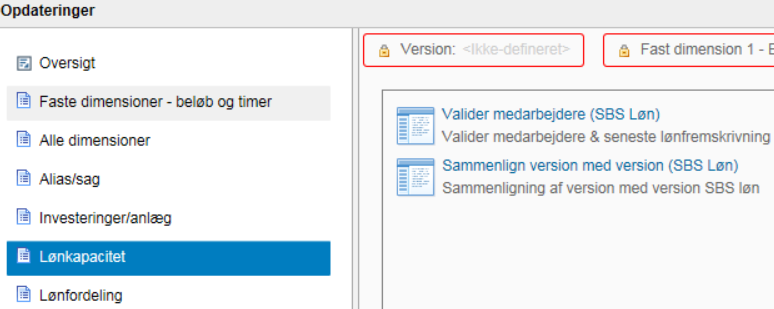 Opdateringer
Oversigt
Faste dimensioner - beløb og timer
Alle dimensioner
Alias/sag
Investeringer/anlæg
Lønkapacitet
Lønfordeling
Version: <Ikke-defineret>
Fast dimension 1 -
Valider medarbejdere (SBS Løn)
Valider medarbejdere & seneste lønfremskrivning
Sammenlign version med version (SBS Løn)
Sammenligning af version med version SBS løn